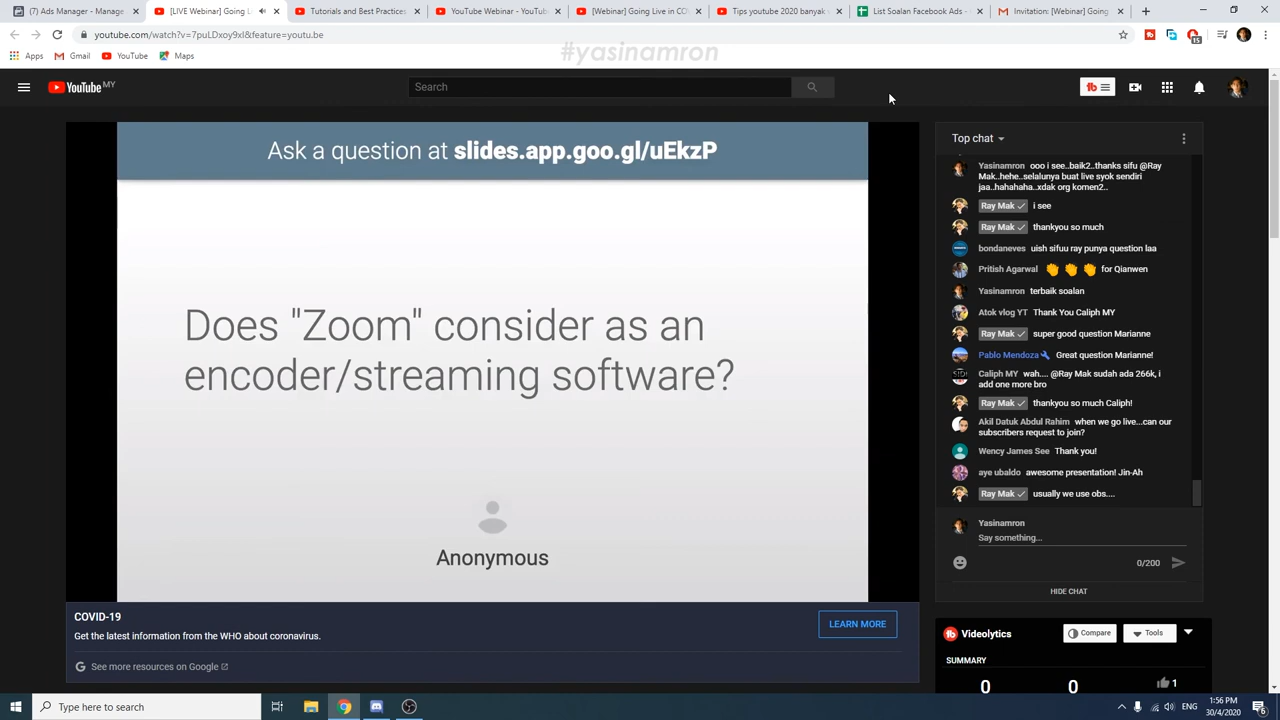 (7) Ads Manager - Manage
[LIVE Webinar] Going L
Tutorials and Best Practices
YouTube Webinar
[Webinar] Going Live in CO
Tips youtube 2020 banyak
List Soalan Facebook Ads
Invitation: [Webinar] Going
youtube.com/watch?v=7puLDxoy9xI&feature=youtu.be
15
Apps
Gmail
YouTube
Maps
#yasinamron
YouTube MY
Search
Ask a question at slides.app.goo.gl/uEkzP
Does "Zoom" consider as an
encoder/streaming software?
Anonymous
Top chat
Yasinamron ooo i see..baik2..thanks sifu @Ray
Mak..hehe..selalunya buat live syok sendiri
jaa..hahahaha..xdak org komen2..
Ray Mak i see
Ray Mak thankyou so much
bondaneves uish sifuu ray punya question laa
Pritish Agarwal 👏 👏 👏 for Qianwen
Yasinamron terbaik soalan
Atok vlog YT Thank You Caliph MY
Ray Mak super good question Marianne
Pablo Mendoza Great question Marianne!
Caliph MY wah.... @Ray Mak sudah ada 266k, i
add one more bro
Ray Mak thankyou so much Caliph!
Akil Datuk Abdul Rahim when we go live...can our
subscribers request to join?
Wency James See Thank you!
aye ubaldo awesome presentation! Jin-Ah
Ray Mak usually we use obs....
Yasinamron
Say something...
0/200
HIDE CHAT
COVID-19
Get the latest information from the WHO about coronavirus.
LEARN MORE
See more resources on Google
Videolytics
Compare
Tools
SUMMARY
0
0
1
Type here to search
ENG
1:56 PM
30/4/2020
6